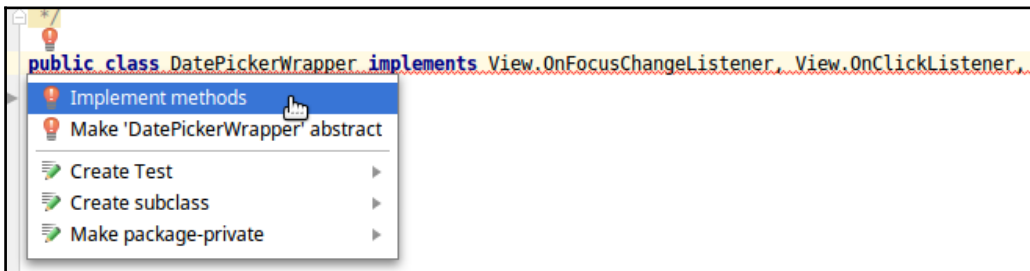 */
public class DatePickerWrapper implements View.OnFocusChangeListener, View.OnClickListener,
Implement methods
Make 'DatePickerWrapper' abstract
Create Test
Create subclass
Make package-private